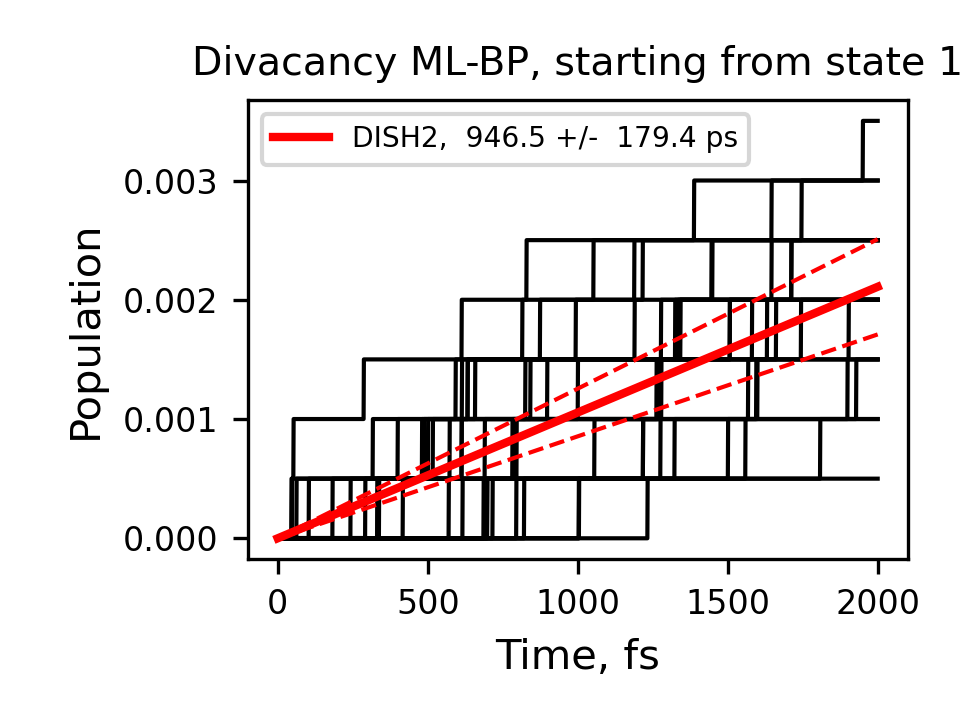 Divacancy ML-BP, starting from state 1
DISH2,  946.5 +/-  179.4 ps
0.003
0.002
0.001
0.000
Population
0 500 1000 1500 2000
Time, fs